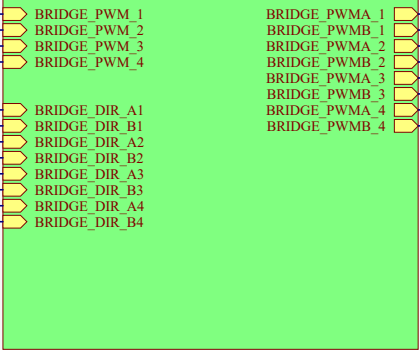 BRIDGE_PWM_1
BRIDGE_PWM_2
BRIDGE_PWM_3
BRIDGE_PWM_4
BRIDGE_DIR_A1
BRIDGE_DIR_B1
BRIDGE_DIR_A2
BRIDGE_DIR_B2
BRIDGE_DIR_A3
BRIDGE_DIR_B3
BRIDGE_DIR_A4
BRIDGE_DIR_B4
BRIDGE_PWMA_1
BRIDGE_PWMB_1
BRIDGE_PWMA_2
BRIDGE_PWMB_2
BRIDGE_PWMA_3
BRIDGE_PWMB_3
BRIDGE_PWMA_4
BRIDGE_PWMB_4